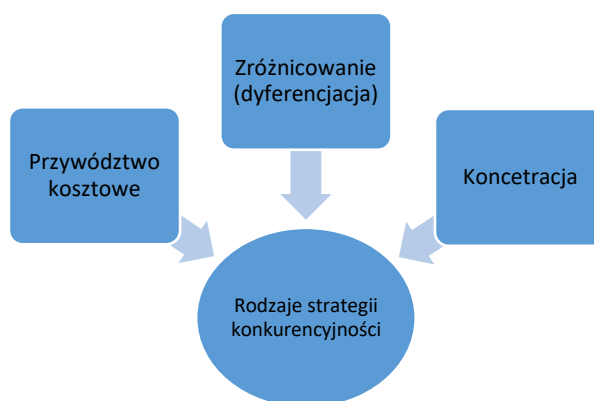 Zróżnicowanie
(dyferencjacja)
Przywództwo
kosztowe
Koncetracja
Rodzaje strategii
konkurencyjności